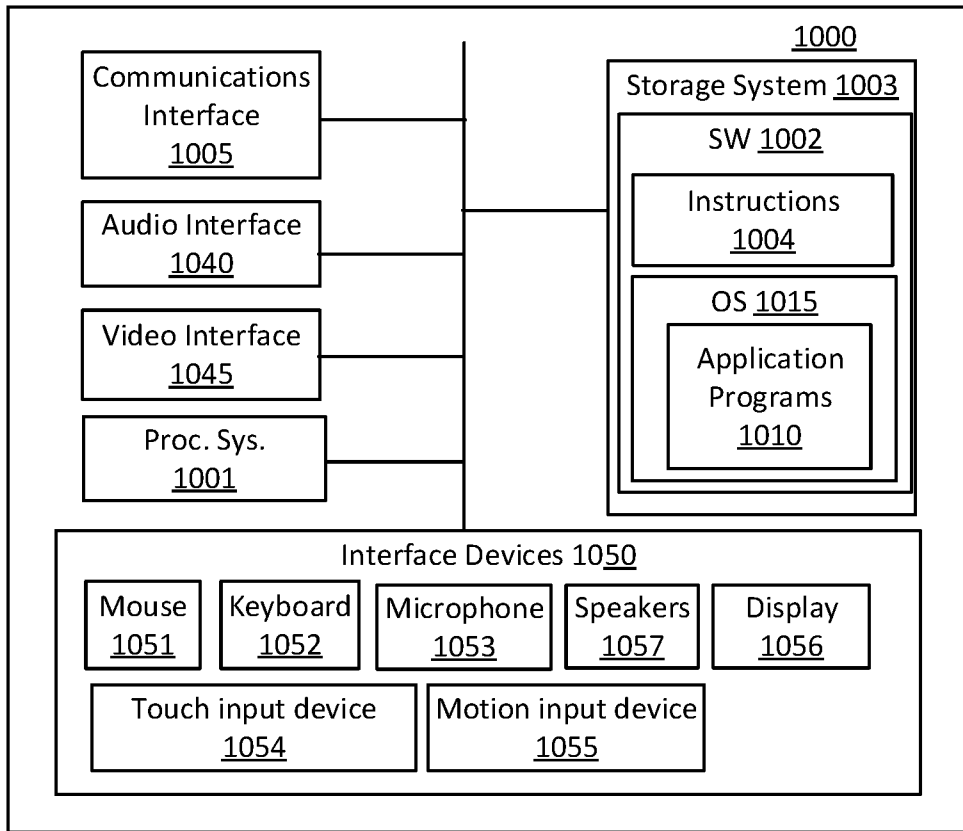 1000
Communications
Interface
1005
Audio Interface
1040
Video Interface
1045
Proc. Sys.
1001
Storage System 1003
SW 1002
Instructions
1004
OS 1015
Application
Programs
1010
Interface Devices 1050
Mouse
1051
Keyboard
1052
Microphone
1053
Speakers
1057
Display
1056
Touch input device
1054
Motion input device
1055